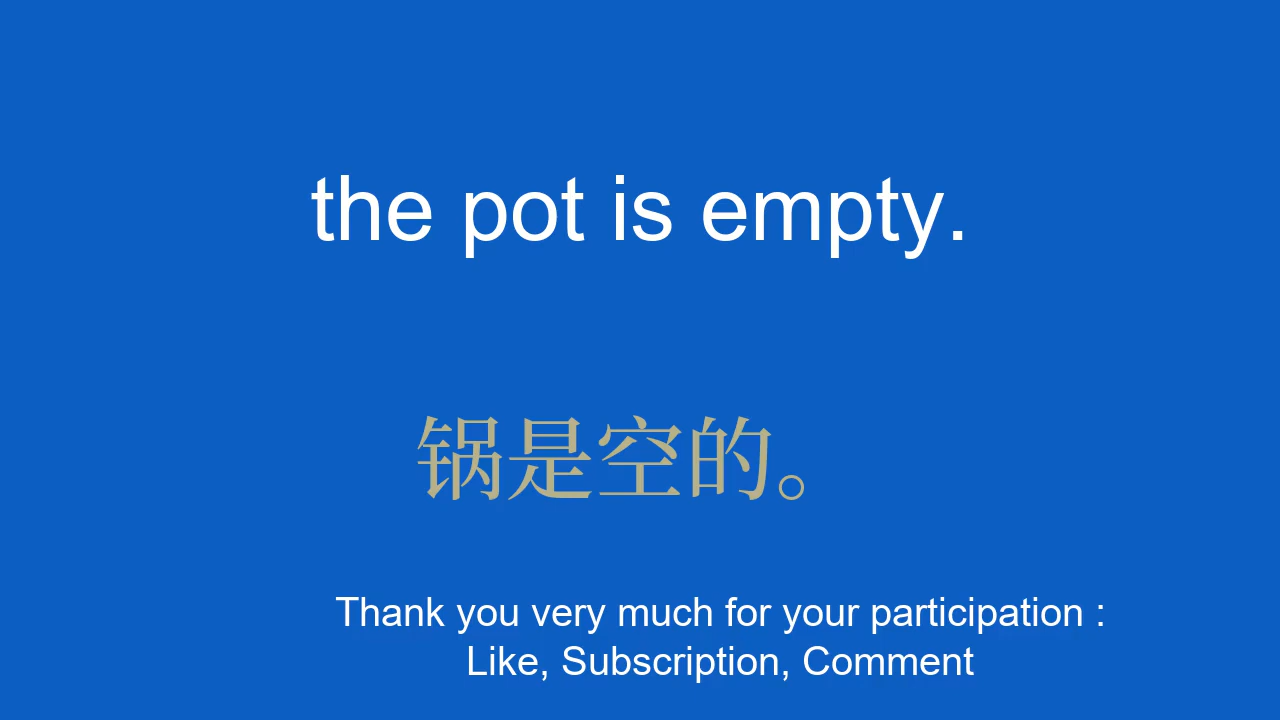 the pot is empty.
锅是空的。
Thank you very much for your participation :
Like, Subscription, Comment